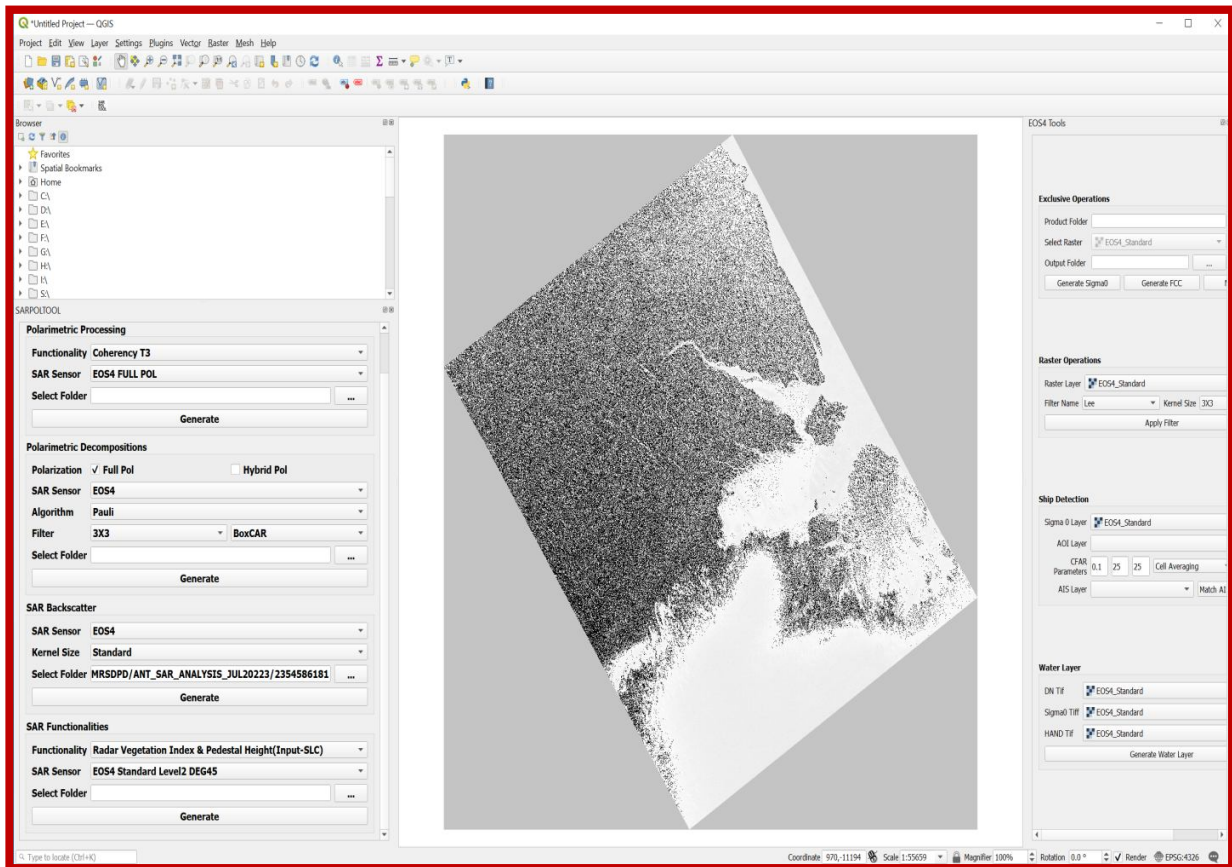 *Untitled Project — QGIS
Project Edit View Layer Settings Plugins Vector Raster Mesh Help
Browser
Favorites
Spatial Bookmarks
Home
C:\
D:\
E:\
F:\
G:\
H:\
I:\
S:\
SARPOLTOOL
Polarimetric Processing
Functionality Coherency T3
SAR Sensor EOS4 FULL POL
Select Folder ...
Generate
Polarimetric Decompositions
Polarization Full Pol Hybrid Pol
SAR Sensor EOS4
Algorithm Pauli
Filter 3X3 BoxCAR
Select Folder ...
Generate
SAR Backscatter
SAR Sensor EOS4
Kernel Size Standard
Select Folder MRSDPD/ANT_SAR_ANALYSIS_JUL20223/2354586181 ...
Generate
SAR Functionalities
Functionality Radar Vegetation Index & Pedestal Height(Input-SLC)
SAR Sensor EOS4 Standard Level2 DEG45
Select Folder ...
Generate
EOS4 Tools
Exclusive Operations
Product Folder
Select Raster EOS4_Standard
Output Folder ...
Generate Sigma0 Generate FCC
Raster Operations
Raster Layer EOS4_Standard
Filter Name Lee Kernel Size 3X3
Apply Filter
Ship Detection
Sigma 0 Layer EOS4_Standard
AOI Layer
CFAR Parameters 0.1 25 25 Cell Averaging
AIS Layer Match AI
Water Layer
DN Tif EOS4_Standard
Sigma0 Tiff EOS4_Standard
HAND Tif EOS4_Standard
Generate Water Layer
Type to locate (Ctrl+K) Coordinate 970,-11194 Scale 1:55659 Magnifier 100% Rotation 0.0 ° Render EPSG:4326